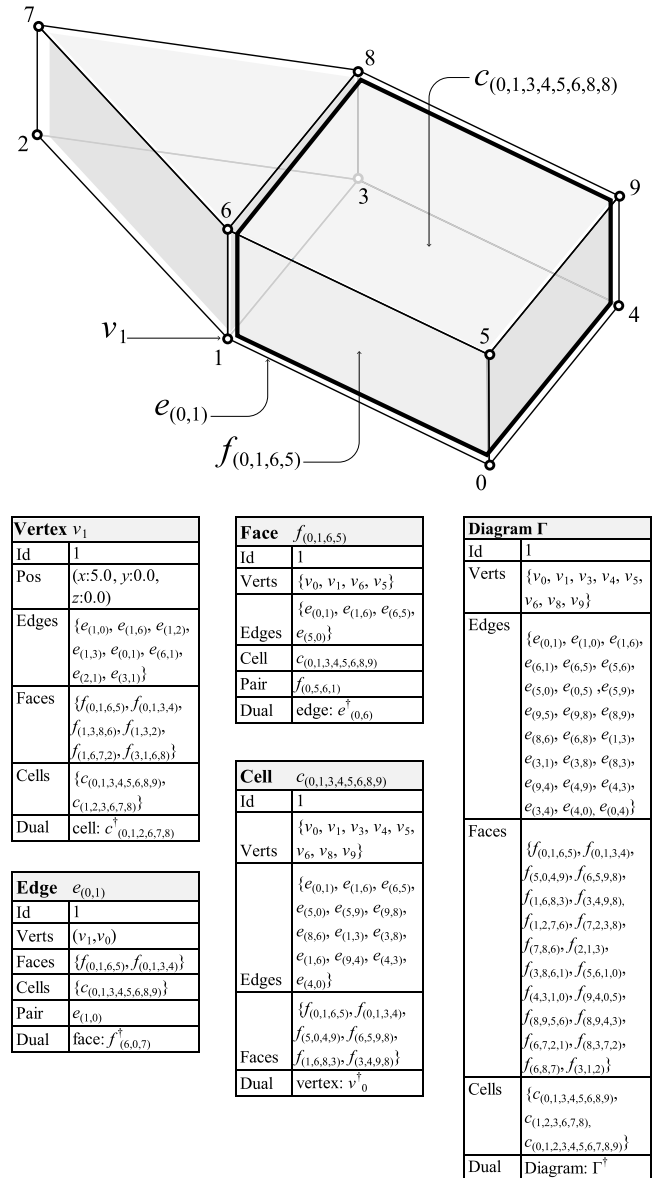 7
8
c(0,1,3,4,5,6,8,8)
2
3
9
6
4
v1
5
1
e(0,1)
f(0,1,6,5)
0
Vertex v1
Id 1
Pos (x:5.0, y:0.0,
z:0.0)
Edges {e(1,0), e(1,6), e(1,2),
e(1,3), e(0,1), e(6,1),
e(2,1), e(3,1)}
Faces {f(0,1,6,5), f(0,1,3,4),
f(1,3,8,6), f(1,3,2),
f(1,6,7,2), f(3,1,6,8)}
Cells {c(0,1,3,4,5,6,8,9),
c(1,2,3,6,7,8)}
Dual cell: c†(0,1,2,6,7,8)
Edge e(0,1)
Id 1
Verts (v1,v0)
Faces {f(0,1,6,5), f(0,1,3,4)}
Cells {c(0,1,3,4,5,6,8,9)}
Pair e(1,0)
Dual face: f†(6,0,7)
Face f(0,1,6,5)
Id 1
Verts {v0, v1, v6, v5}
Edges {e(0,1), e(1,6), e(6,5),
e(5,0)}
Cell c(0,1,3,4,5,6,8,9)
Pair f(0,5,6,1)
Dual edge: e†(0,6)
Cell c(0,1,3,4,5,6,8,9)
Id 1
Verts {v0, v1, v3, v4, v5,
v6, v8, v9}
Edges {e(0,1), e(1,6), e(6,5),
e(5,0), e(5,9), e(9,8),
e(8,6), e(1,3), e(3,8),
e(1,6), e(9,4), e(4,3),
e(4,0)}
Faces {f(0,1,6,5), f(0,1,3,4),
f(5,0,4,9), f(6,5,9,8),
f(1,6,8,3), f(3,4,9,8)}
Dual vertex: v†0
Diagram Γ
Id 1
Verts {v0, v1, v3, v4, v5,
v6, v8, v9}
Edges {e(0,1), e(1,0), e(1,6),
e(6,1), e(6,5), e(5,6),
e(5,0), e(0,5) ,e(5,9),
e(9,5), e(9,8), e(8,9),
e(8,6), e(6,8), e(1,3),
e(3,1), e(3,8), e(8,3),
e(9,4), e(4,9), e(4,3),
e(3,4), e(4,0), e(0,4)}
Faces {f(0,1,6,5), f(0,1,3,4),
f(5,0,4,9), f(6,5,9,8),
f(1,6,8,3), f(3,4,9,8),
f(1,2,7,6), f(7,2,3,8),
f(7,8,6), f(2,1,3),
f(3,8,6,1), f(5,6,1,0),
f(4,3,1,0), f(9,4,0,5),
f(8,9,5,6), f(8,9,4,3),
f(6,7,2,1), f(8,3,7,2),
f(6,8,7), f(3,1,2)}
Cells {c(0,1,3,4,5,6,8,9),
c(1,2,3,6,7,8),
c(0,1,2,3,4,5,6,7,8,9)}
Dual Diagram: Γ†